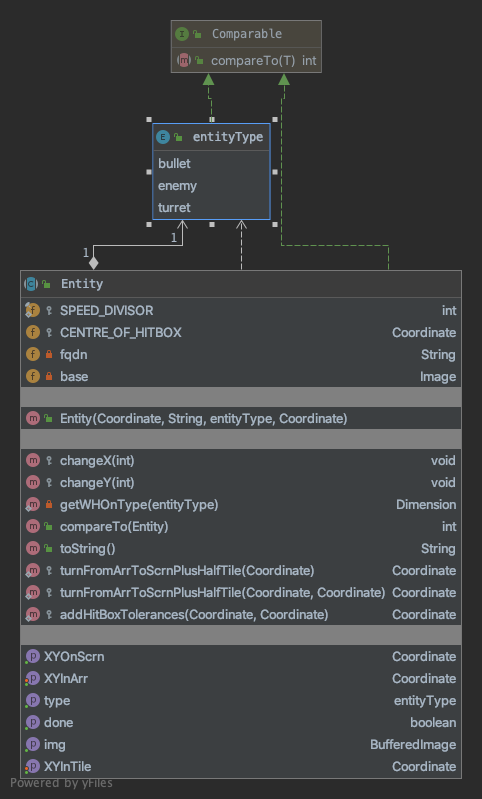 Comparable
compareTo(T) int
entityType
bullet
enemy
turret
1
1
Entity
SPEED_DIVISOR int
CENTRE_OF_HITBOX Coordinate
fqdn String
base Image
Entity(Coordinate, String, entityType, Coordinate)
changeX(int) void
changeY(int) void
getWHOnType(entityType) Dimension
compareTo(Entity) int
toString() String
turnFromArrToScrnPlusHalfTile(Coordinate) Coordinate
turnFromArrToScrnPlusHalfTile(Coordinate, Coordinate) Coordinate
addHitBoxTolerances(Coordinate, Coordinate) Coordinate
XYOnScrn Coordinate
XYInArr Coordinate
type entityType
done boolean
img BufferedImage
XYInTile Coordinate
Powered by yFiles